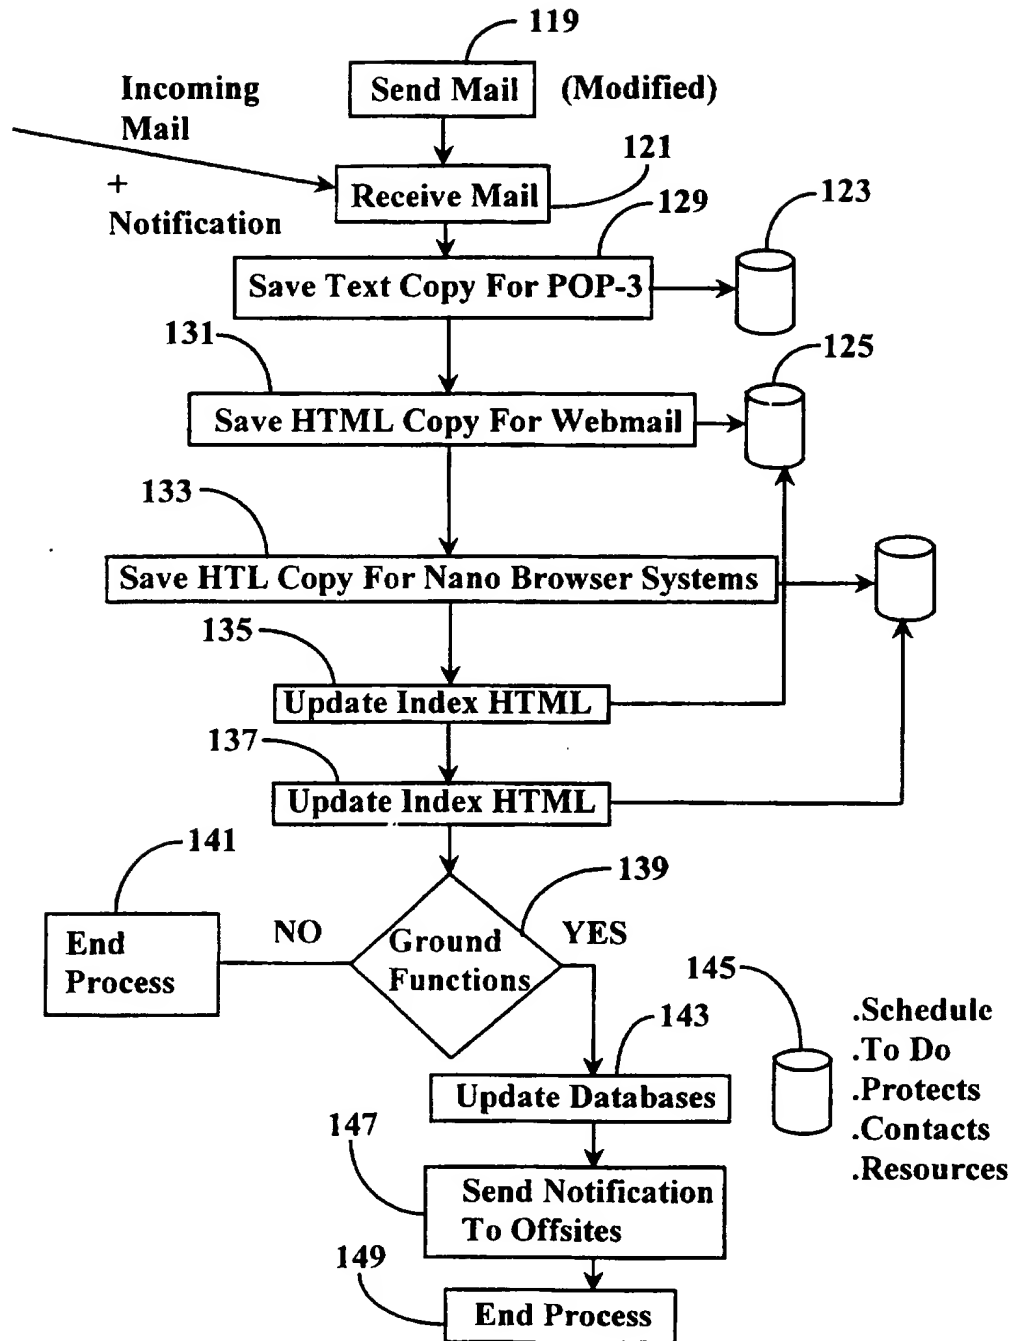 119
Send Mail
(Modified)
Incoming
Mail
+
Notification
121
Receive Mail
129
123
Save Text Copy For POP-3
131
125
Save HTML Copy For Webmail
133
Save HTL Copy For Nano Browser Systems
135
Update Index HTML
137
Update Index HTML
141
139
End
Process
NO
Ground
Functions
YES
145
.Schedule
.To Do
.Protects
.Contacts
.Resources
143
Update Databases
147
Send Notification
To Offsites
149
End Process